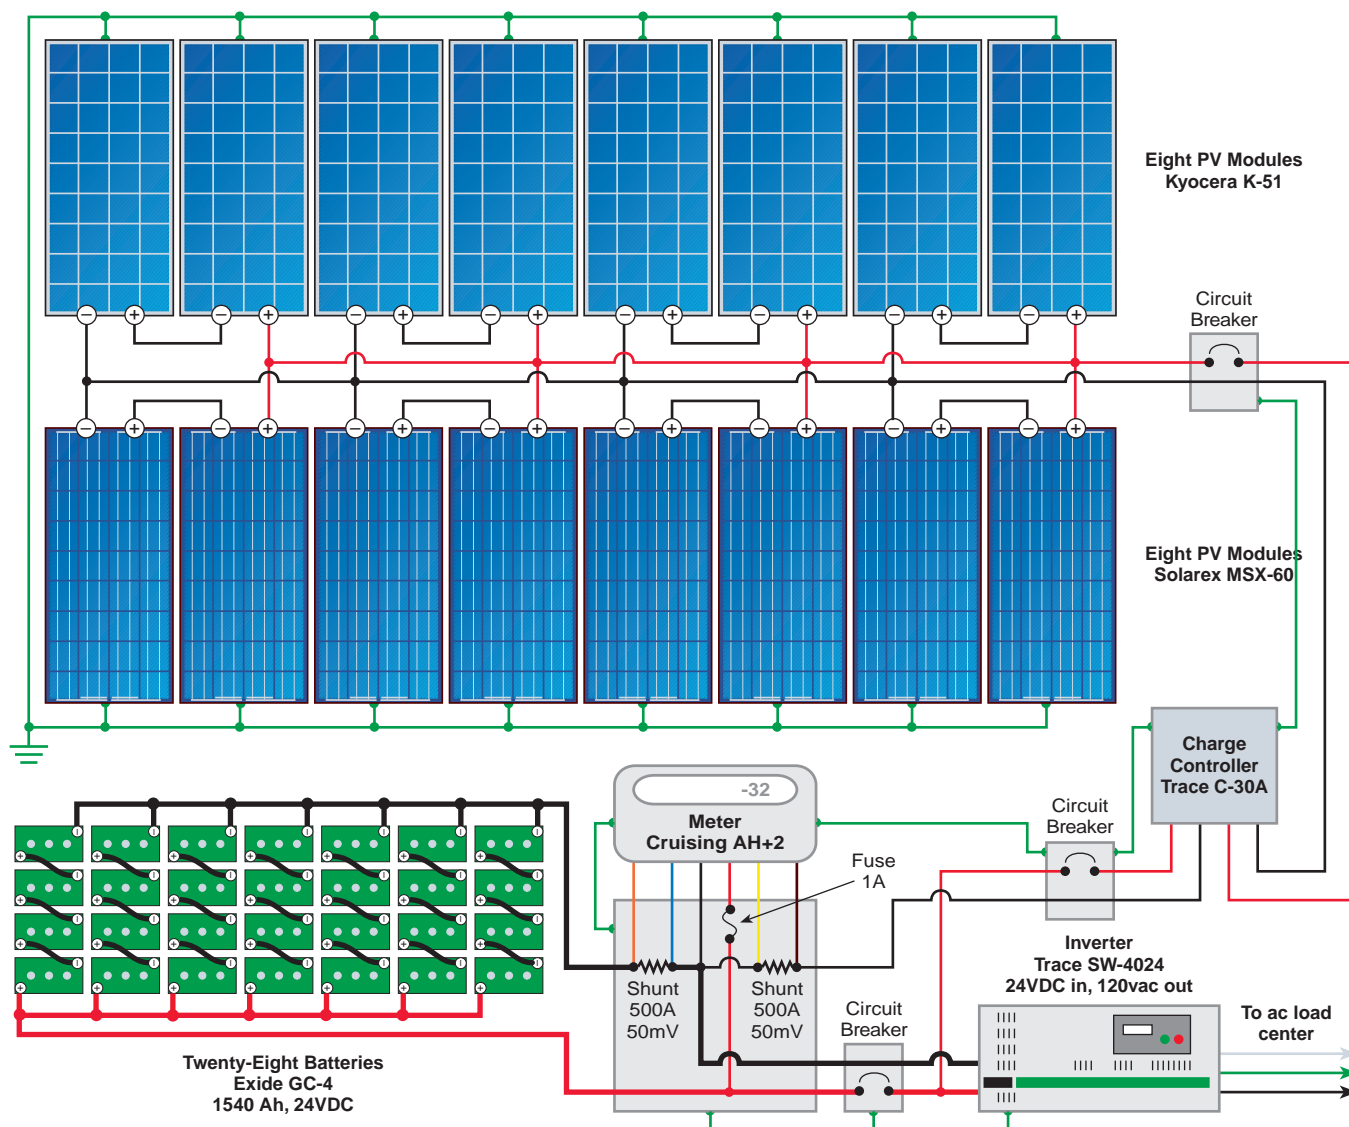 Eight PV Modules
Kyocera K-51
Circuit
Breaker
Eight PV Modules
Solarex MSX-60
Charge
Controller
Trace C-30A
-32
Meter
Cruising AH+2
Circuit
Breaker
Fuse
1A
Inverter
Trace SW-4024
24VDC in, 120vac out
Shunt
500A
50mV
Shunt
500A
50mV
Circuit
Breaker
To ac load
center
Twenty-Eight Batteries
Exide GC-4
1540 Ah, 24VDC